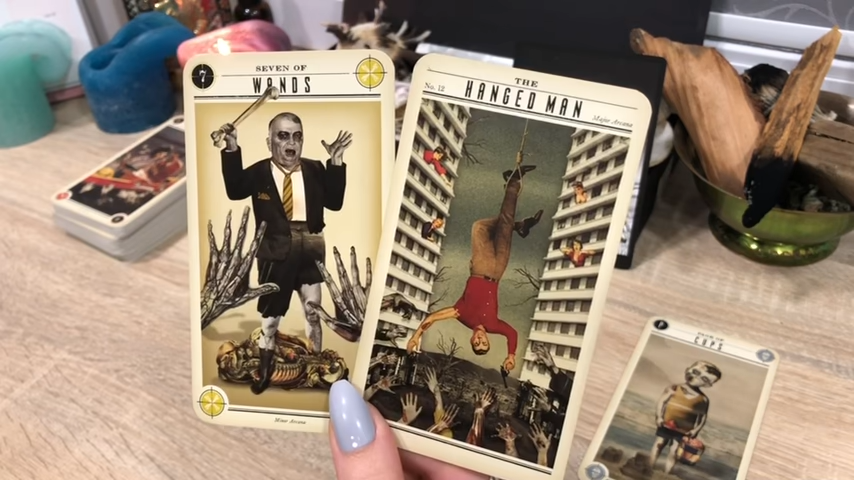 7
SEVEN OF
WANDS
Minor Arcana
THE
No. 12
HANGED MAN
Major Arcana
CUPS